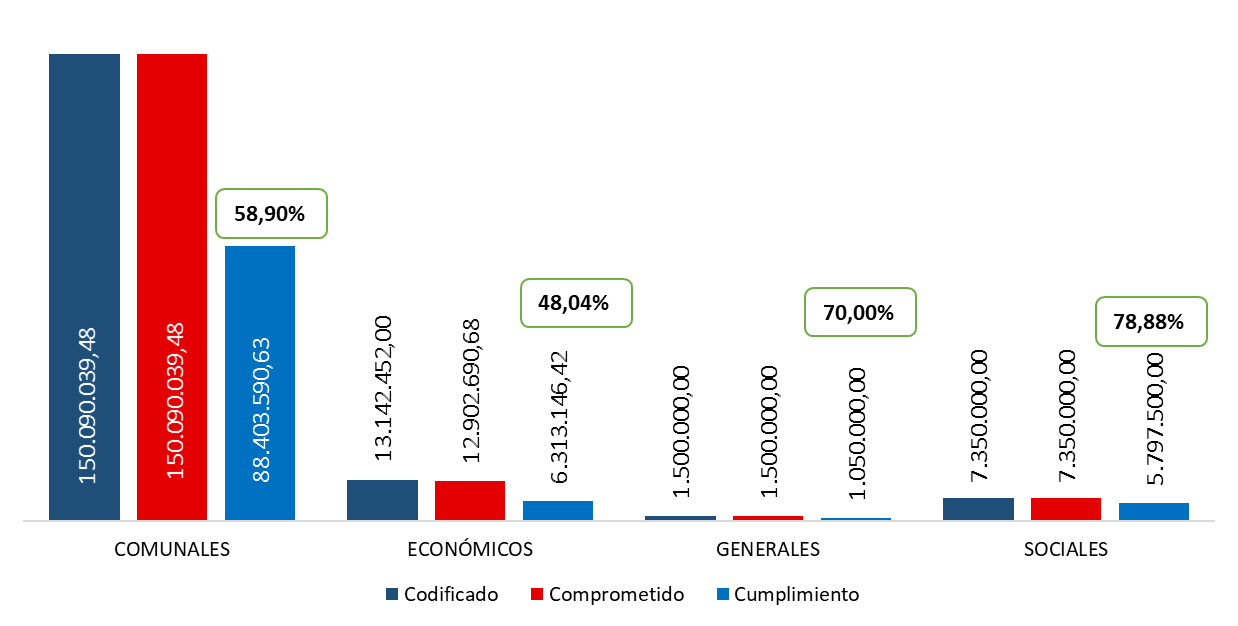 58,90%
48,04%
70,00%
78,88%
150.090.039,48
150.090.039,48
88.403.590,63
13.142.452,00
12.902.690,68
6.313.146,42
1.500.000,00
1.500.000,00
1.050.000,00
7.350.000,00
7.350.000,00
5.797.500,00
COMUNALES
ECONÓMICOS
GENERALES
SOCIALES
Codificado
Comprometido
Cumplimiento